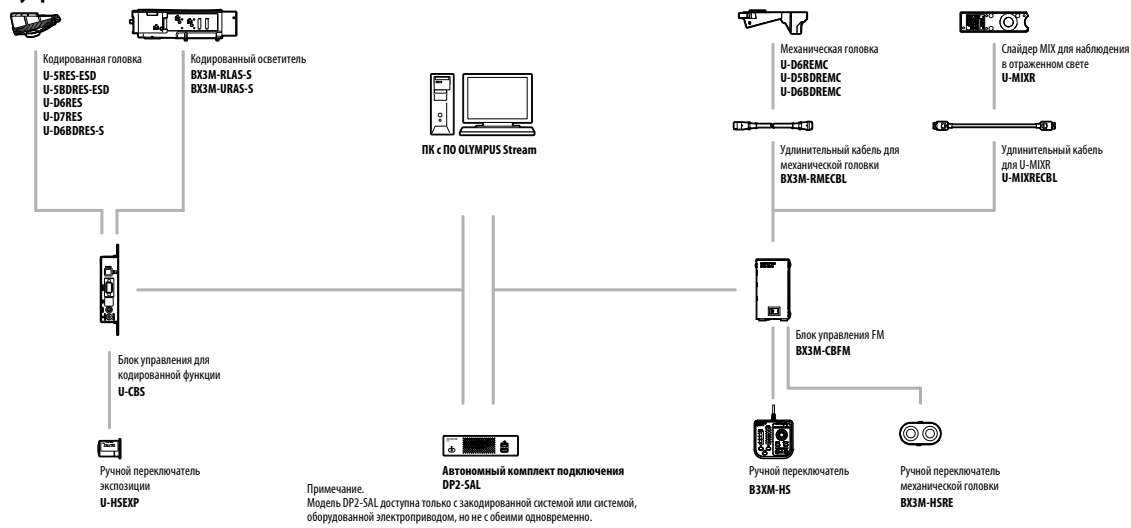 Кодированная головка
U-5RES-ESD
U-5BDRES-ESD
U-D6RES
U-D7RES
U-D6BDRES-S
Кодированный осветитель
BX3M-RLAS-S
BX3M-URAS-S
ПК с ПО OLYMPUS Stream
Механическая головка
U-D6REMC
U-D5BDREMC
U-D6BDREMC
Слайдер MIX для наблюдения
в отраженном свете
U-MIXR
Удлинительный кабель для
механической головки
BX3M-RMECBL
Удлинительный кабель
для U-MIXR
U-MIXRECBL
Блок управления для
кодированной функции
U-CBS
Блок управления FM
BX3M-CBFM
Ручной переключатель
экспозиции
U-HSEXP
Автономный комплект подключения
DP2-SAL
Примечание.
Модель DP2-SAL доступна только с закодированной системой или системой,
оборудованной электроприводом, но не с обеими одновременно.
Ручной переключатель
B3XM-HS
Ручной переключатель
механической головки
BX3M-HSRE